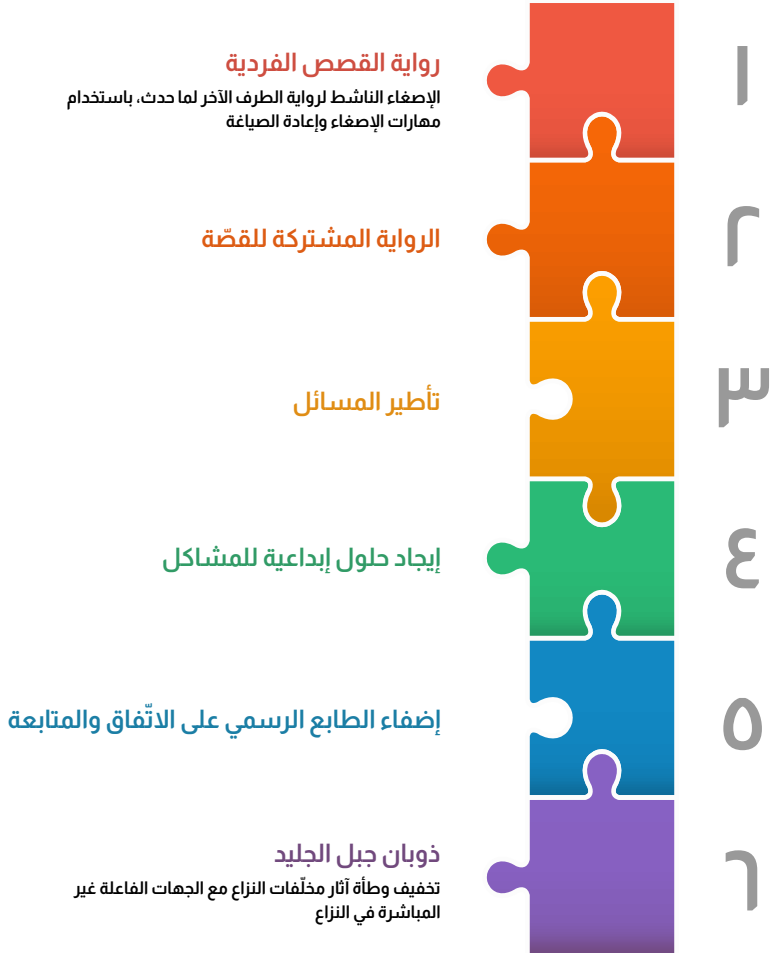 ١
رواية القصص الفردية
الإصغاء الناشط لرواية الطرف الآخر لما حدث، باستخدام
مهارات الإصغاء وإعادة الصياغة
٢
الرواية المشتركة للقصّة
٣
تأطير المسائل
٤
إيجاد حلول إبداعية للمشاكل
٥
إضفاء الطابع الرسمي على الاتّفاق والمتابعة
٦
ذوبان جبل الجليد
تخفيف وطأة آثار مخلّفات النزاع مع الجهات الفاعلة غير
المباشرة في النزاع